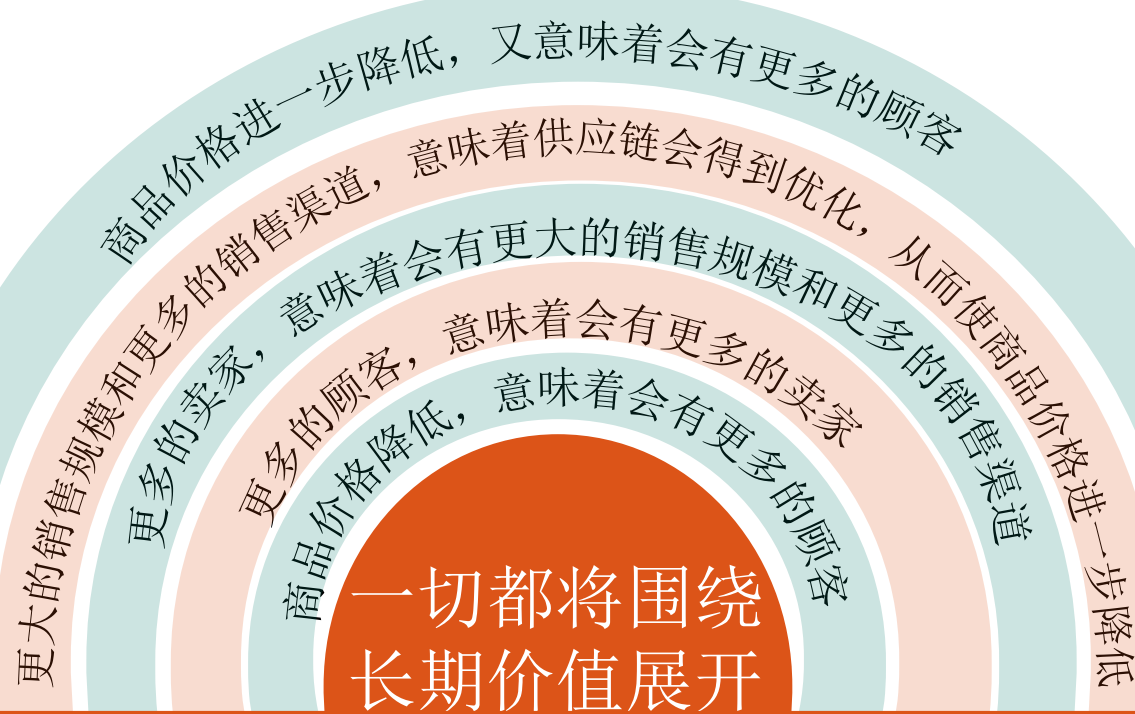 商品价格进一步降低，又意味着会有更多的顾客
更大的销售规模和更多的销售渠道，意味着供应链会得到优化，从而使商品价格进一步降低
更多的卖家，意味着会有更大的销售规模和更多的销售渠道
更多的顾客，意味着会有更多的卖家
商品价格降低，意味着会有更多的顾客
一切都将围绕
长期价值展开